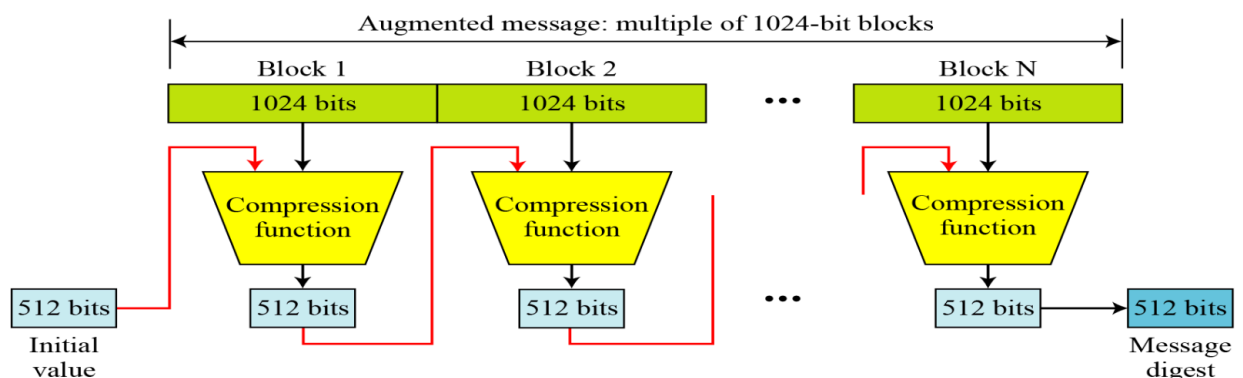 Augmented message: multiple of 1024-bit blocks
Block 1
Block 2
Block N
1024 bits
1024 bits
•••
1024 bits
Compression
function
Compression
function
Compression
function
512 bits
512 bits
512 bits
•••
512 bits
512 bits
Initial
value
Message
digest